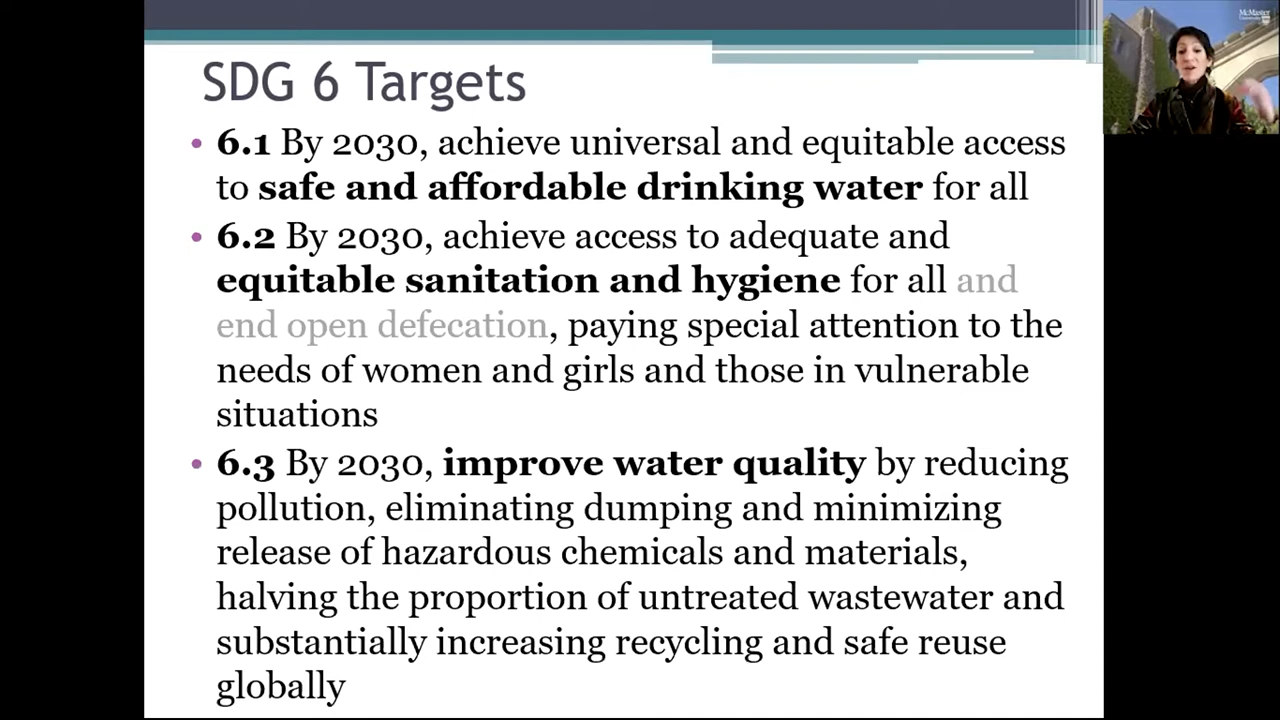 SDG 6 Targets
• 6.1 By 2030, achieve universal and equitable access
to safe and affordable drinking water for all
• 6.2 By 2030, achieve access to adequate and
equitable sanitation and hygiene for all and
end open defecation, paying special attention to the
needs of women and girls and those in vulnerable
situations
• 6.3 By 2030, improve water quality by reducing
pollution, eliminating dumping and minimizing
release of hazardous chemicals and materials,
halving the proportion of untreated wastewater and
substantially increasing recycling and safe reuse
globally
McMaster
University